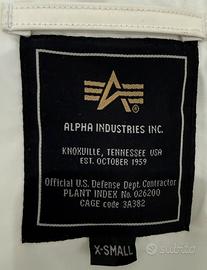 ALPHA INDUSTRIES INC.
KNOXVILLE, TENNESSEE USA
EST. OCTOBER 1959
Official U.S. Defense Dept. Contractor
PLANT INDEX No. 026200
CAGE code 3A382
X-SMALL
subito